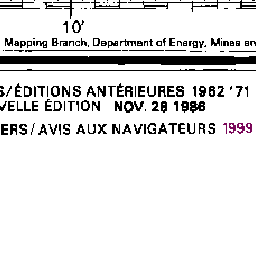 10'
Mapping Branch, Department of Energy, Mines an
S/ÉDITIONS ANTÉRIEURES 1962 '71
VELLE ÉDITION NOV. 28 1986
ERS / AVIS AUX NAVIGATEURS 1999